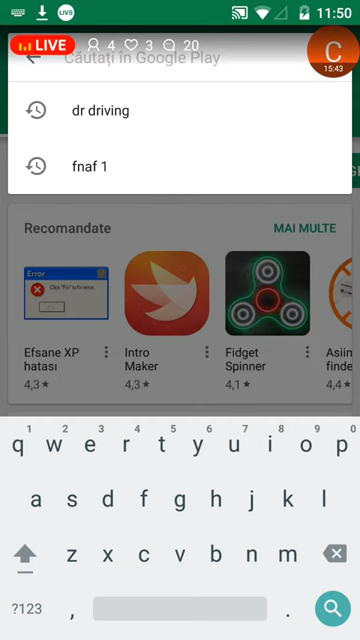 LIVE
11:50
LIVE 4 3 20
Căutați în Google Play
C
15:43
dr driving
fnaf 1
Recomandate MAI MULTE
Error
Efsane XP hatası
4,3★
Intro Maker
4,3★
Fidget Spinner
4,1★
Asiin
finde
4,4★
1 2 3 4 5 6 7 8 9 0
q w e r t y u i o p
a s d f g h j k l
z x c v b n m
?123 , .